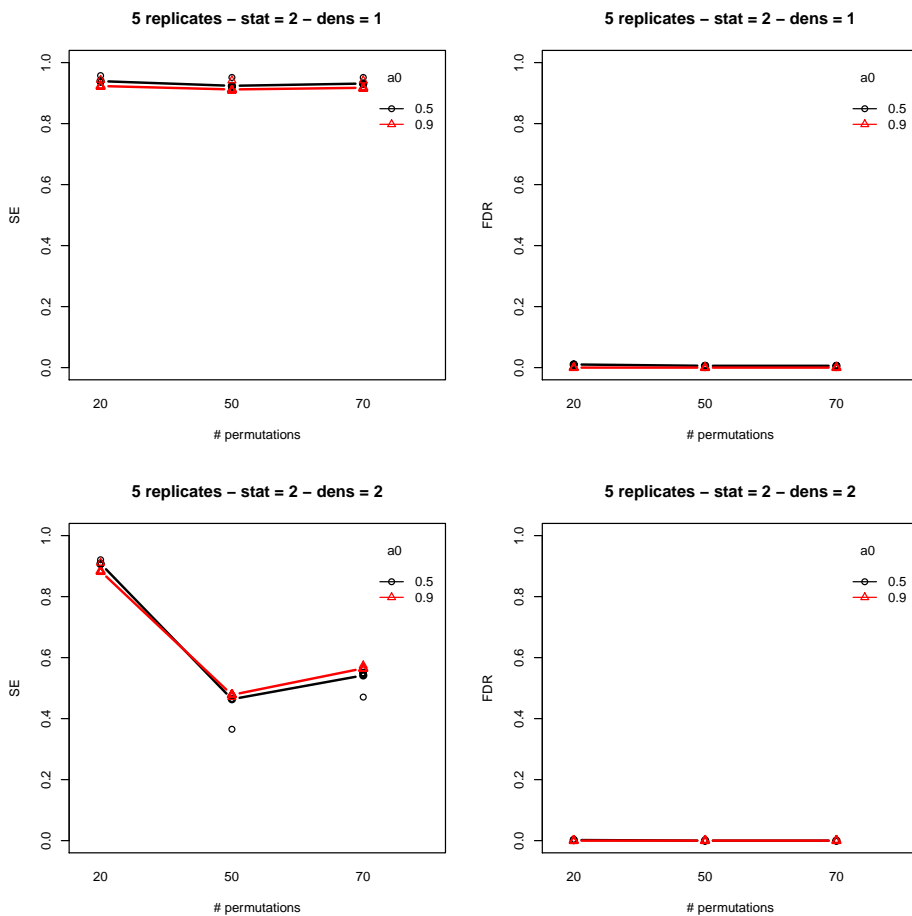 5 replicates – stat = 2 – dens = 1
SE
0.0 0.2 0.4 0.6 0.8 1.0
20 50 70
# permutations
a0
0.5
0.9
5 replicates – stat = 2 – dens = 1
FDR
0.0 0.2 0.4 0.6 0.8 1.0
20 50 70
# permutations
a0
0.5
0.9
5 replicates – stat = 2 – dens = 2
SE
0.0 0.2 0.4 0.6 0.8 1.0
20 50 70
# permutations
a0
0.5
0.9
5 replicates – stat = 2 – dens = 2
FDR
0.0 0.2 0.4 0.6 0.8 1.0
20 50 70
# permutations
a0
0.5
0.9